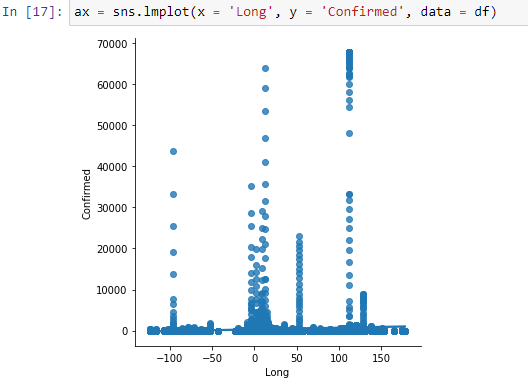 In [17]: ax = sns.lmplot(x = 'Long', y = 'Confirmed', data = df)
70000
60000
50000
40000
30000
20000
10000
0
Confirmed
−100 −50 0 50 100 150
Long